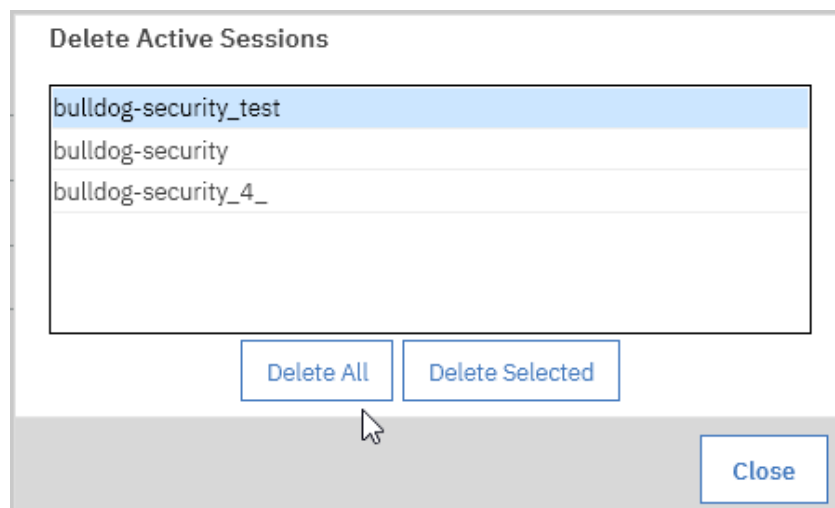 Delete Active Sessions
bulldog-security_test
bulldog-security
bulldog-security_4_
Delete All Delete Selected
Close